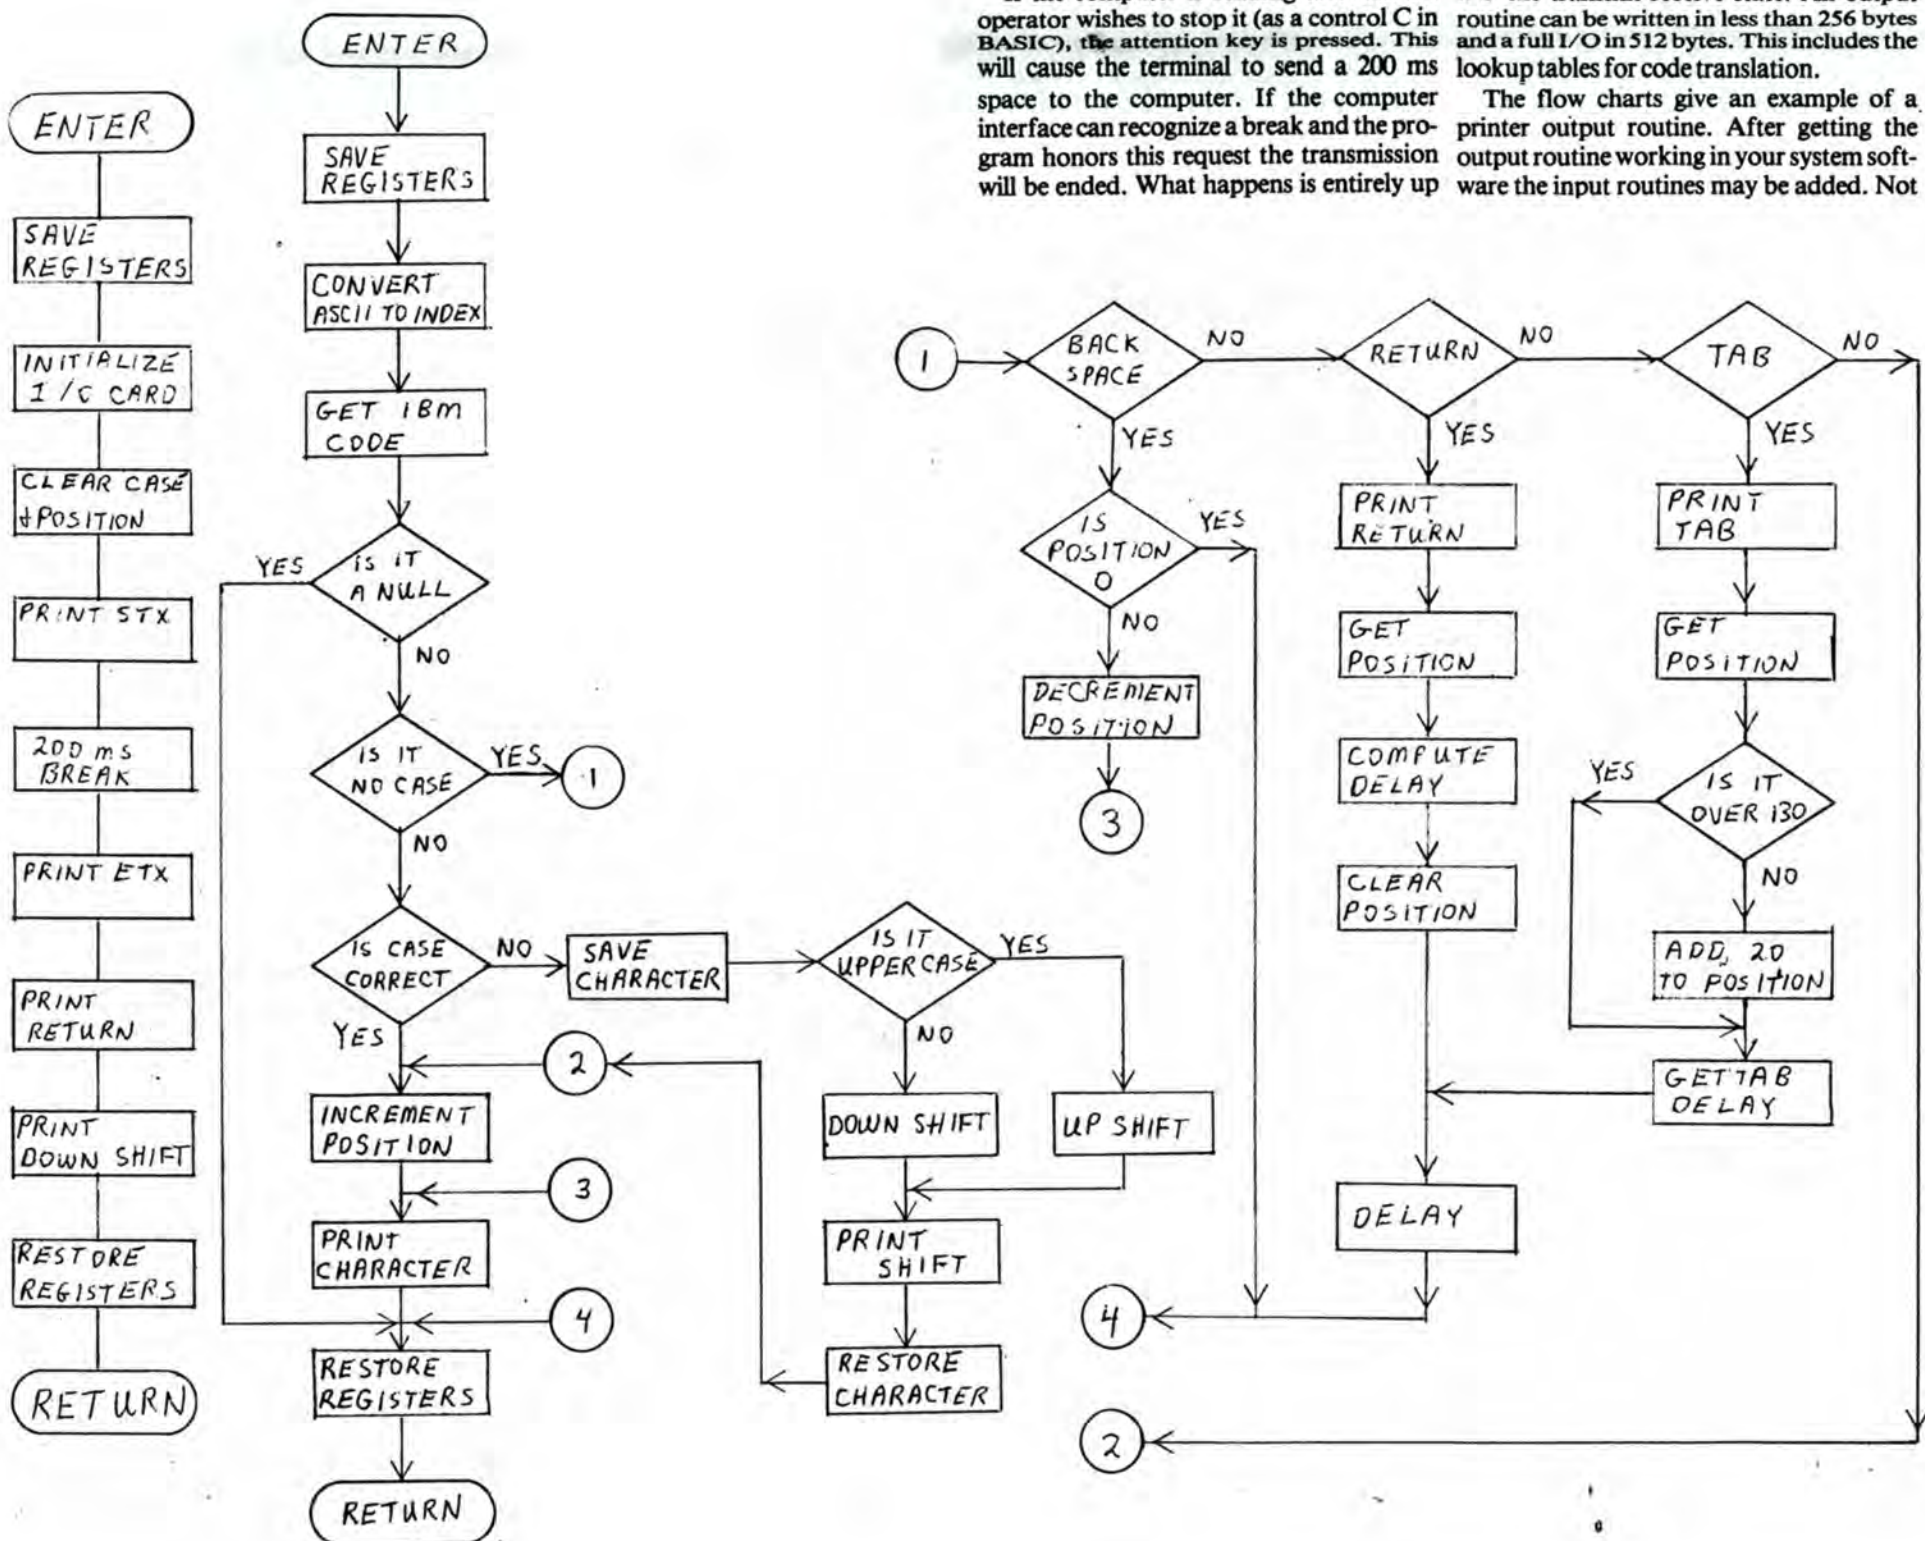 operator wishes to stop it (as a control C in
BASIC), the attention key is pressed. This
will cause the terminal to send a 200 ms
space to the computer. If the computer
interface can recognize a break and the pro-
gram honors this request the transmission
will be ended. What happens is entirely up
routine can be written in less than 256 bytes
and a full I/O in 512 bytes. This includes the
lookup tables for code translation.
The flow charts give an example of a
printer output routine. After getting the
output routine working in your system soft-
ware the input routines may be added. Not
ENTER
SAVE
REGISTERS
INITIALIZE
I/O CARD
CLEAR CASE
+ POSITION
PRINT STX
200 ms
BREAK
PRINT ETX
PRINT
RETURN
PRINT
DOWN SHIFT
RESTORE
REGISTERS
RETURN
ENTER
SAVE
REGISTERS
CONVERT
ASCII TO INDEX
GET IBM
CODE
IS IT
A NULL
YES
NO
IS IT
NO CASE
YES
1
NO
IS CASE
CORRECT
NO
YES
SAVE
CHARACTER
IS IT
UPPERCASE
YES
NO
2
INCREMENT
POSITION
DOWN SHIFT
UP SHIFT
3
PRINT
CHARACTER
PRINT
SHIFT
4
RESTORE
REGISTERS
RESTORE
CHARACTER
RETURN
1
BACK
SPACE
NO
RETURN
NO
TAB
NO
YES
YES
YES
IS
POSITION
0
YES
NO
DECREMENT
POSITION
3
PRINT
RETURN
GET
POSITION
COMPUTE
DELAY
CLEAR
POSITION
PRINT
TAB
GET
POSITION
IS IT
OVER 130
YES
NO
ADD 20
TO POSITION
GET TAB
DELAY
DELAY
4
2